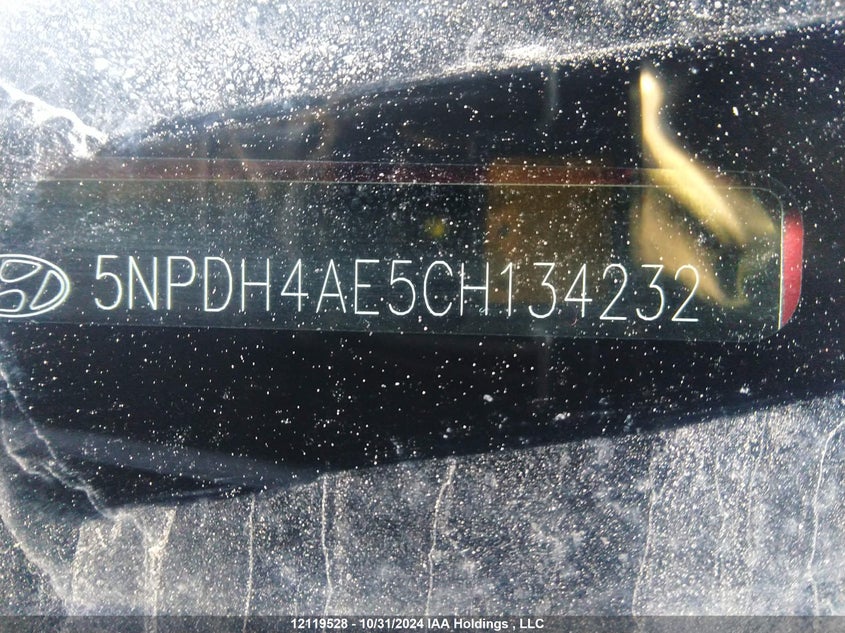 5NPDH4AE5CH134232
12119528 - 10/31/2024 IAA Holdings , LLC